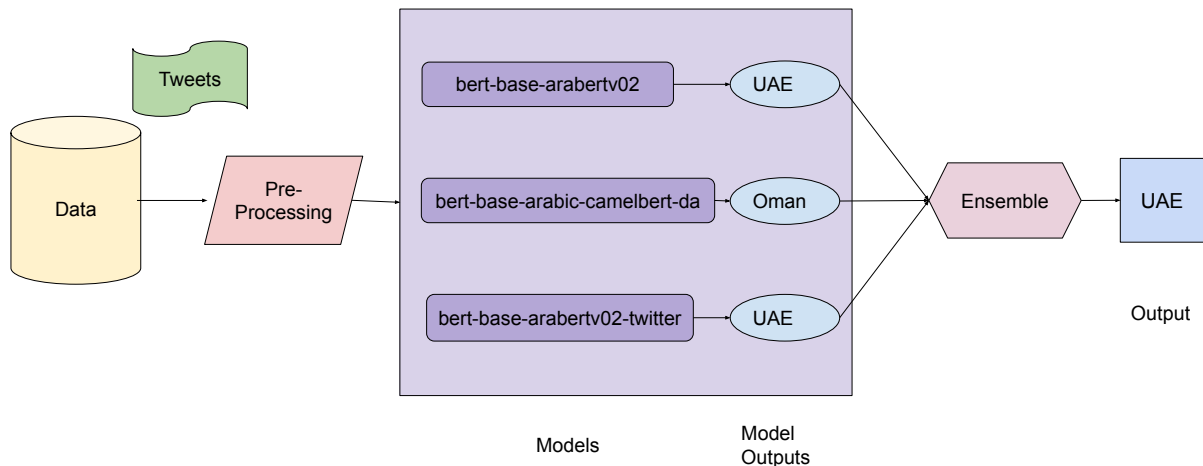 Tweets
Data
Pre-
Processing
bert-base-arabertv02
UAE
bert-base-arabic-camelbert-da
Oman
bert-base-arabertv02-twitter
UAE
Ensemble
UAE
Output
Models
Model
Outputs